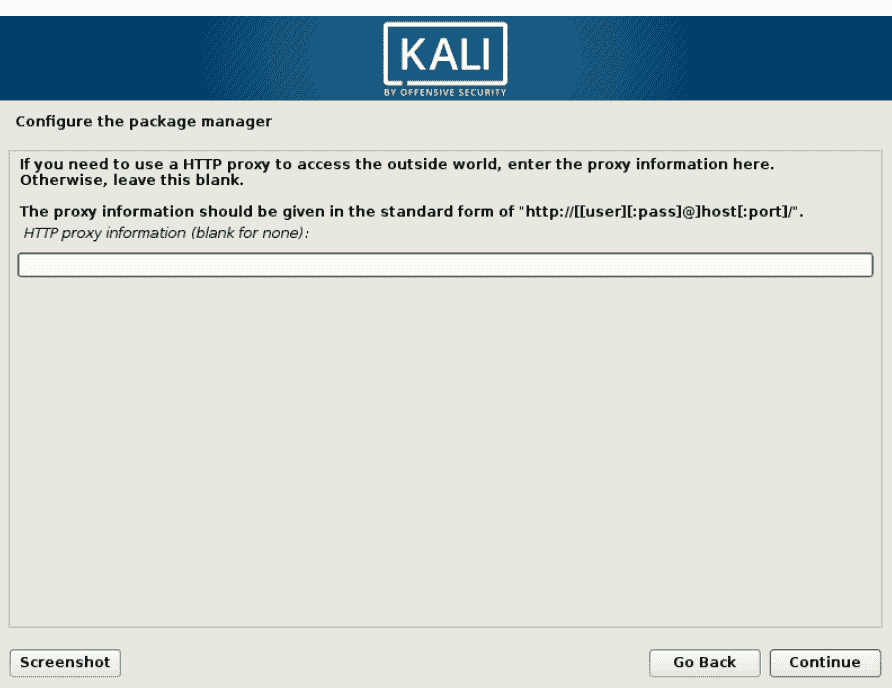 KALI
BY OFFENSIVE SECURITY
Configure the package manager
If you need to use a HTTP proxy to access the outside world, enter the proxy information here.
Otherwise, leave this blank.
The proxy information should be given in the standard form of "http://[[user][:pass]@]host[:port]/".
HTTP proxy information (blank for none):
Screenshot
Go Back
Continue